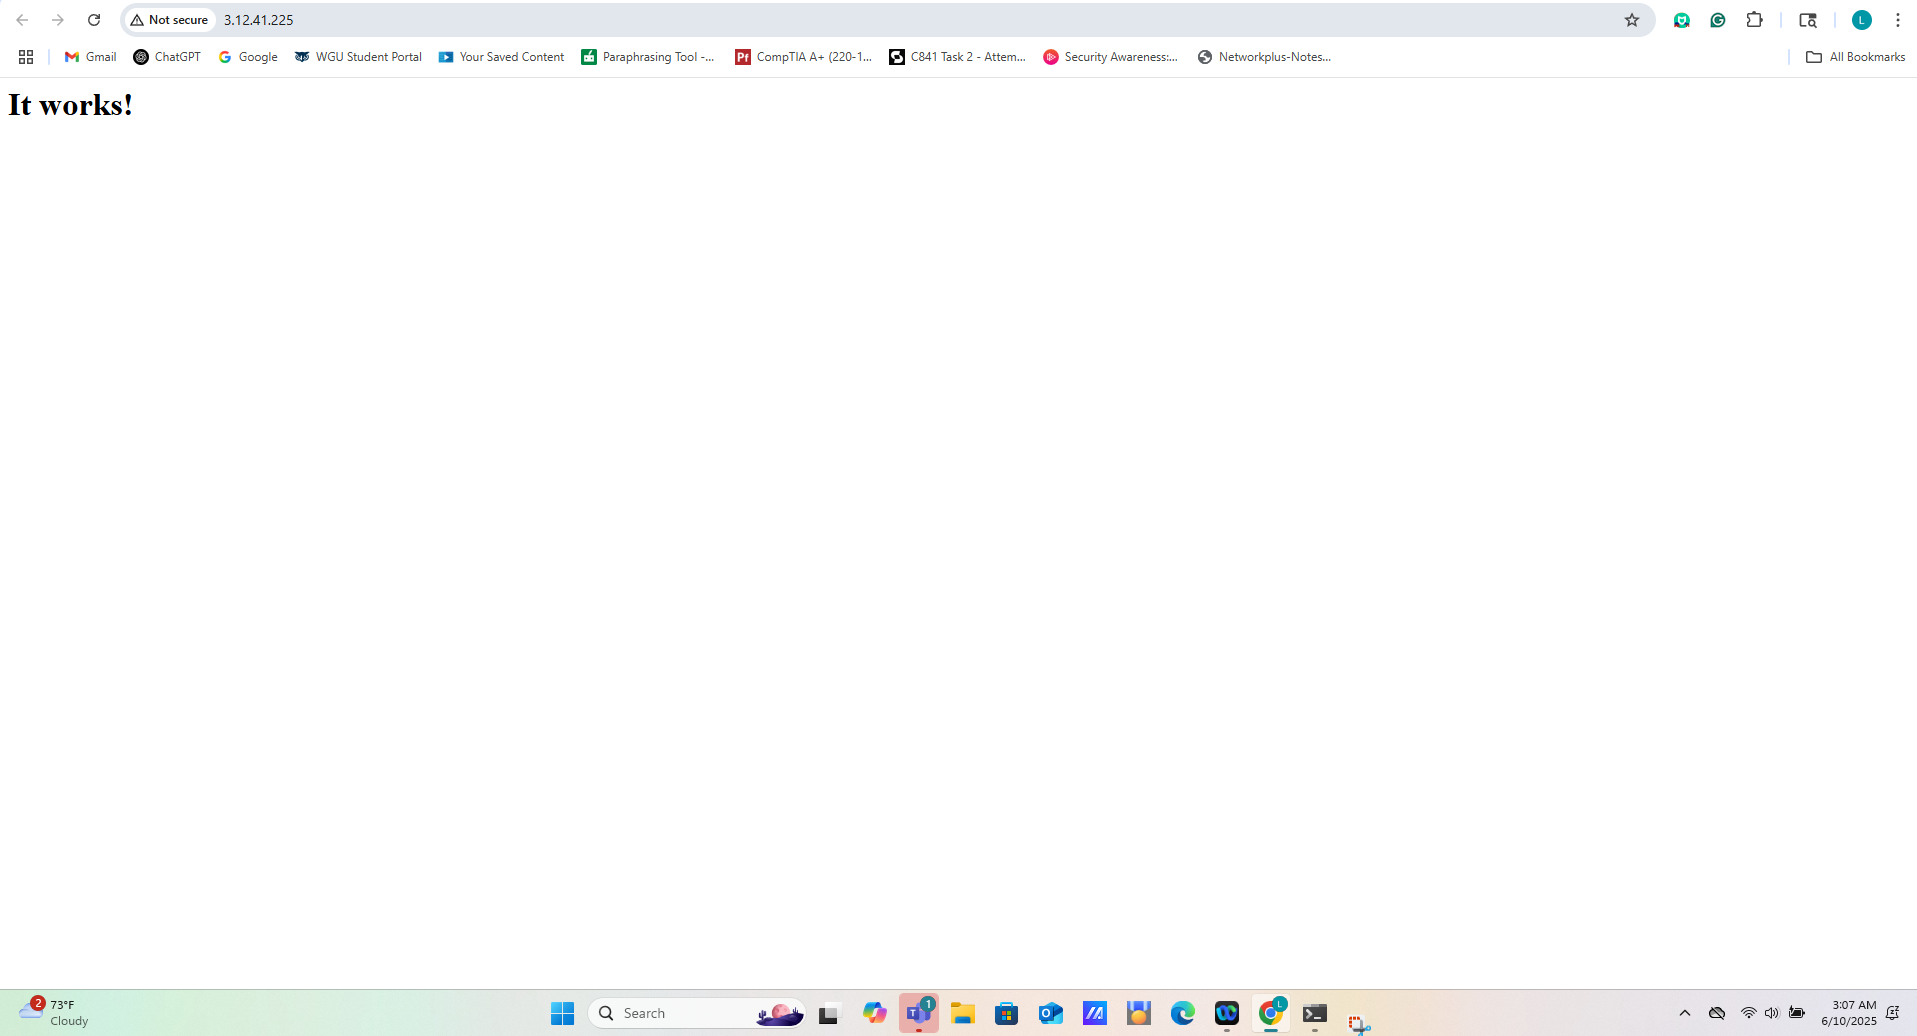 Not secure 3.12.41.225
L
Gmail ChatGPT Google WGU Student Portal Your Saved Content Paraphrasing Tool -... Pf CompTIA A+ (220-1... C841 Task 2 - Attem... Security Awareness:... Networkplus-Notes... All Bookmarks
It works!
2 73°F
Cloudy
Search
1
L
3:07 AM
6/10/2025